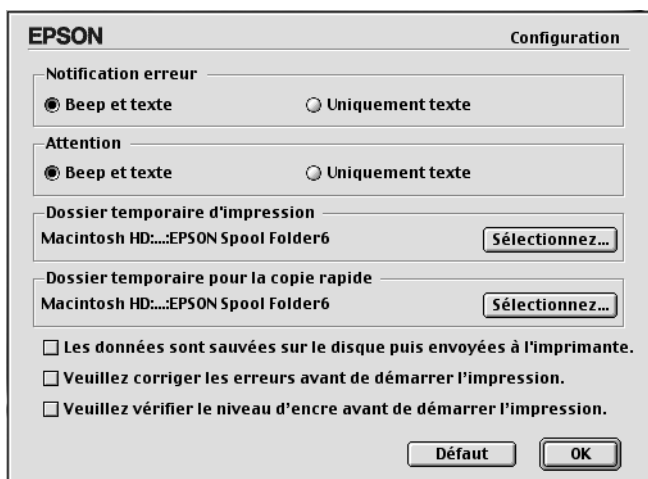 EPSON Configuration
Notification erreur
Beep et texte Uniquement texte
Attention
Beep et texte Uniquement texte
Dossier temporaire d'impression
Macintosh HD:...:EPSON Spool Folder6 Sélectionnez...
Dossier temporaire pour la copie rapide
Macintosh HD:...:EPSON Spool Folder6 Sélectionnez...
Les données sont sauvées sur le disque puis envoyées à l'imprimante.
Veuillez corriger les erreurs avant de démarrer l’impression.
Veuillez vérifier le niveau d’encre avant de démarrer l’impression.
Défaut OK